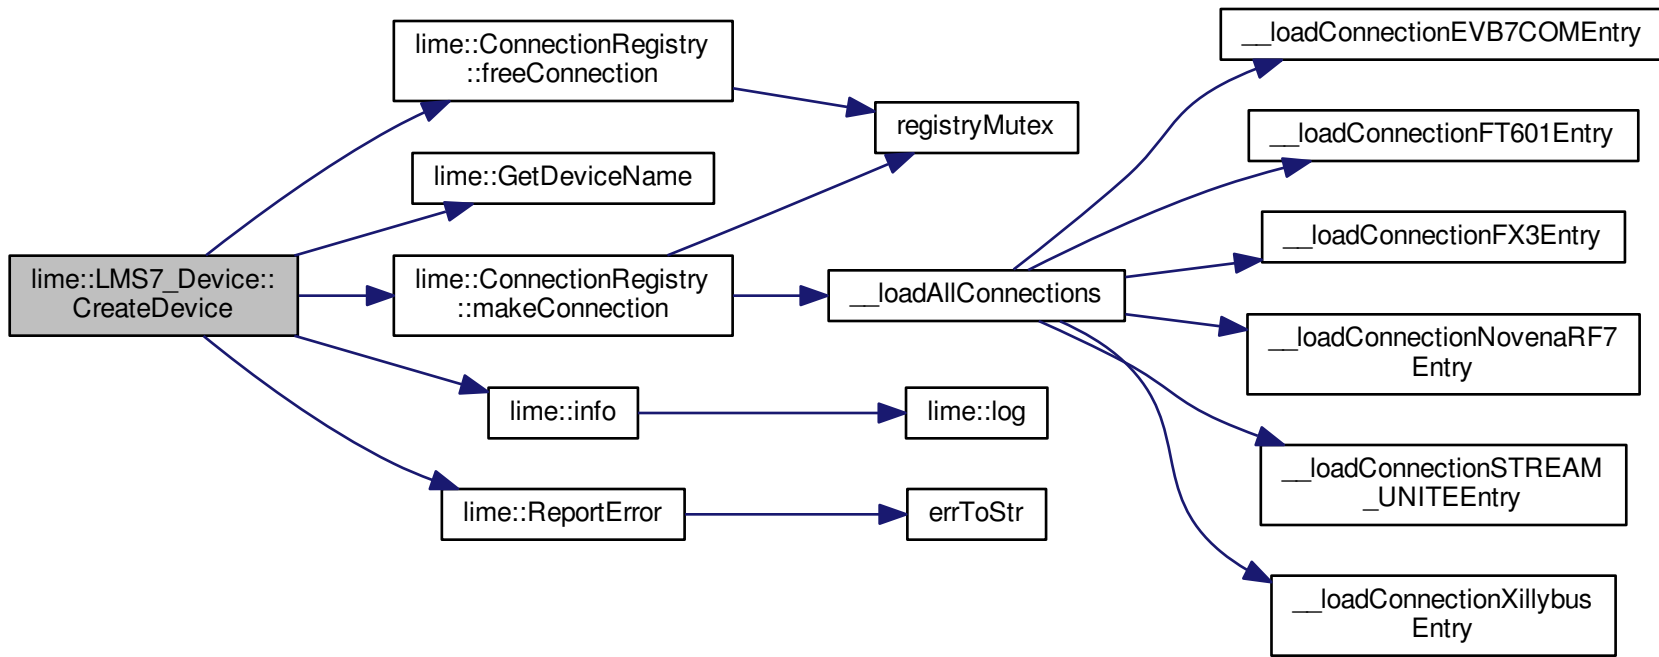 lime::LMS7_Device::
CreateDevice
lime::ConnectionRegistry
::freeConnection
lime::GetDeviceName
lime::ConnectionRegistry
::makeConnection
lime::info
lime::ReportError
registryMutex
__loadAllConnections
lime::log
errToStr
__loadConnectionEVB7COMEntry
__loadConnectionFT601Entry
__loadConnectionFX3Entry
__loadConnectionNovenaRF7
Entry
__loadConnectionSTREAM
_UNITEEntry
__loadConnectionXillybus
Entry